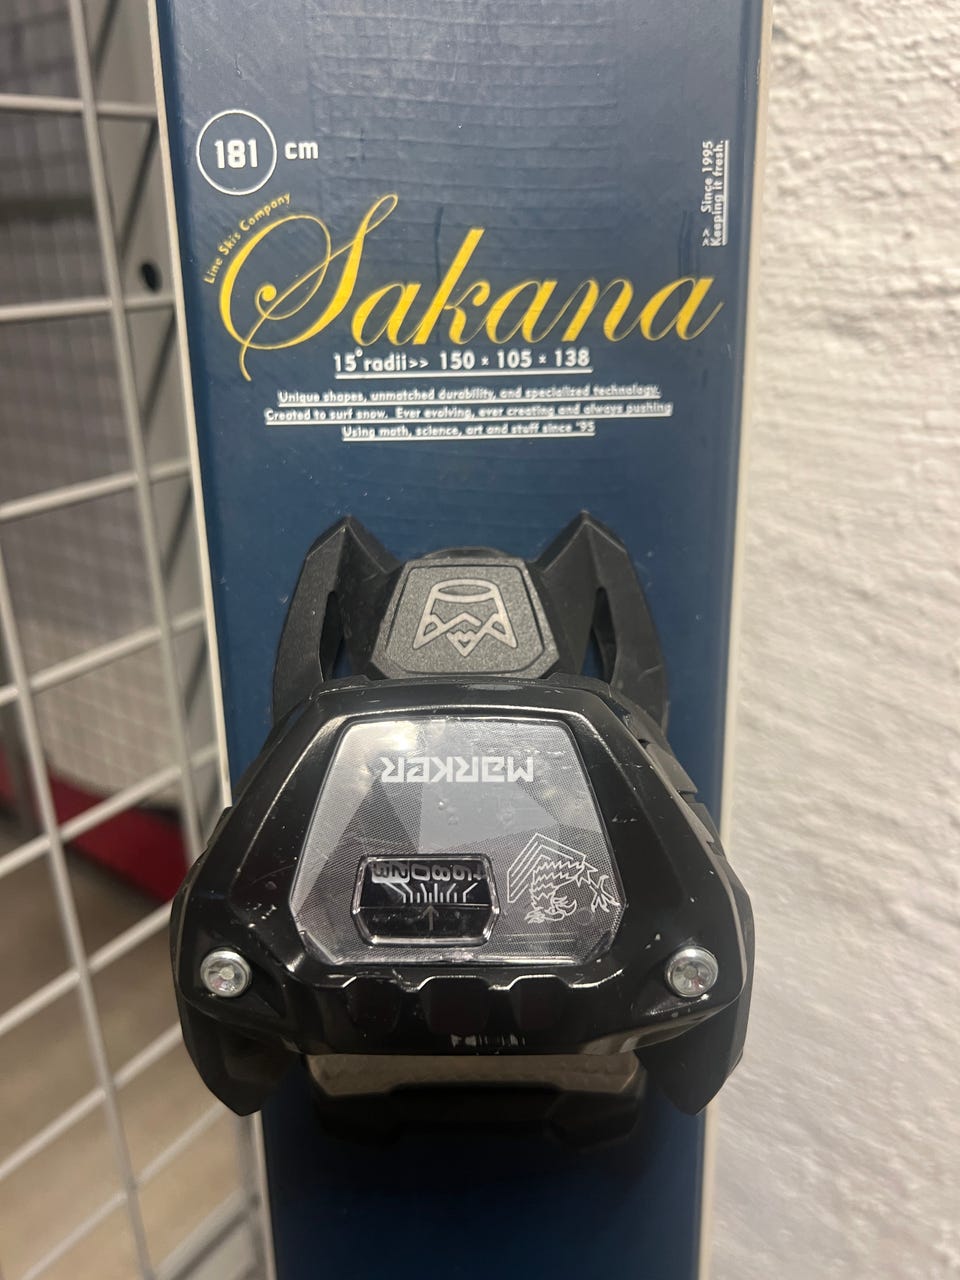 181 cm
Line Skis Company
>> Since 1995
Keeping it fresh.
Sakana
15° radii>> 150 * 105 * 138
Unique shapes, unmatched durability, and specialized technology.
Created to surf snow. Ever evolving, ever creating and always pushing
Using math, science, art and stuff since '95
MARKER